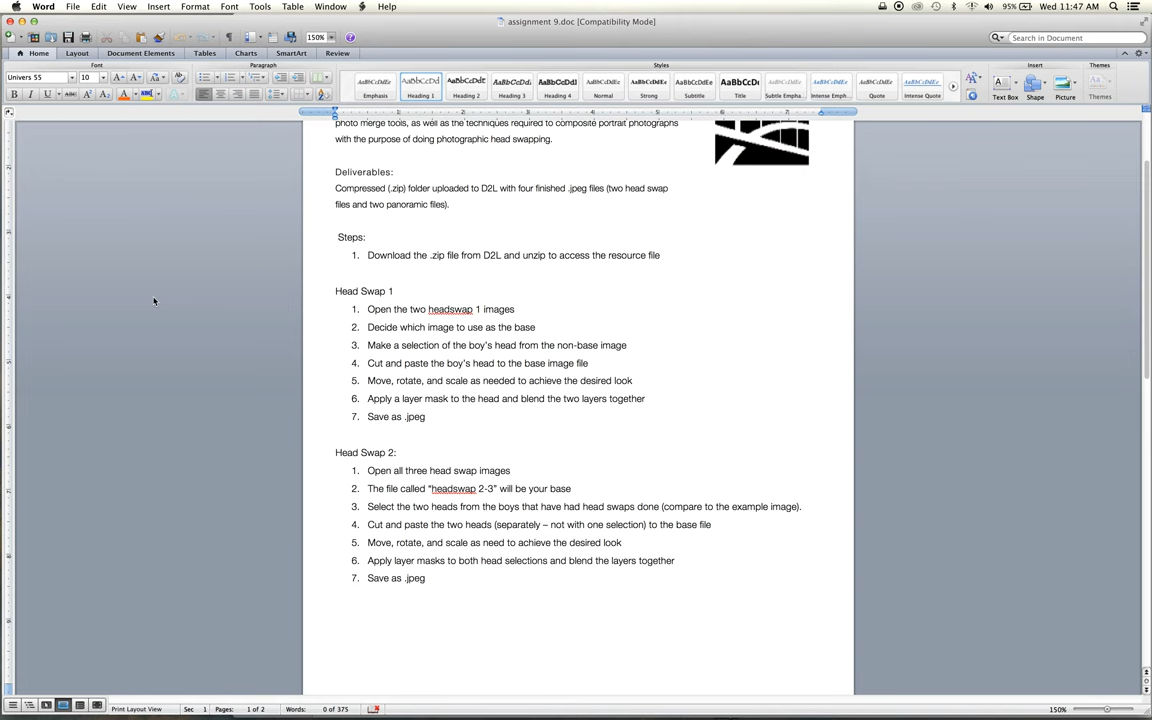 Word File Edit View Insert Format Font Tools Table Window Help
95% Wed 11:47 AM
assignment 9.doc [Compatibility Mode]
150% Search in Document
Home Layout Document Elements Tables Charts SmartArt Review
Font Paragraph Styles Insert Themes
Univers 55 10
AaBbCcDdEe AaBbCcDd AaBbCcDdE AaBbCcDd AaBbCcDd AaBbCcDdEe AaBbCcDdEe AaBbCcDdEe AaBbCcD AaBbCcDdEe AaBbCcDdEe AaBbCcDdEe AaBbCcDdEe
Emphasis Heading 1 Heading 2 Heading 3 Heading 4 Normal Strong Subtitle Title Subtle Empha... Intense Emph... Quote Intense Quote Text Box Shape Picture Themes
photo merge tools, as well as the techniques required to composite portrait photographs
with the purpose of doing photographic head swapping.
Deliverables:
Compressed (.zip) folder uploaded to D2L with four finished .jpeg files (two head swap
files and two panoramic files).
Steps:
1. Download the .zip file from D2L and unzip to access the resource file
Head Swap 1
1. Open the two headswap 1 images
2. Decide which image to use as the base
3. Make a selection of the boy's head from the non-base image
4. Cut and paste the boy's head to the base image file
5. Move, rotate, and scale as needed to achieve the desired look
6. Apply a layer mask to the head and blend the two layers together
7. Save as .jpeg
Head Swap 2:
1. Open all three head swap images
2. The file called “headswap 2-3” will be your base
3. Select the two heads from the boys that have had head swaps done (compare to the example image).
4. Cut and paste the two heads (separately – not with one selection) to the base file
5. Move, rotate, and scale as need to achieve the desired look
6. Apply layer masks to both head selections and blend the layers together
7. Save as .jpeg
Print Layout View Sec 1 Pages: 1 of 2 Words: 0 of 375 150%